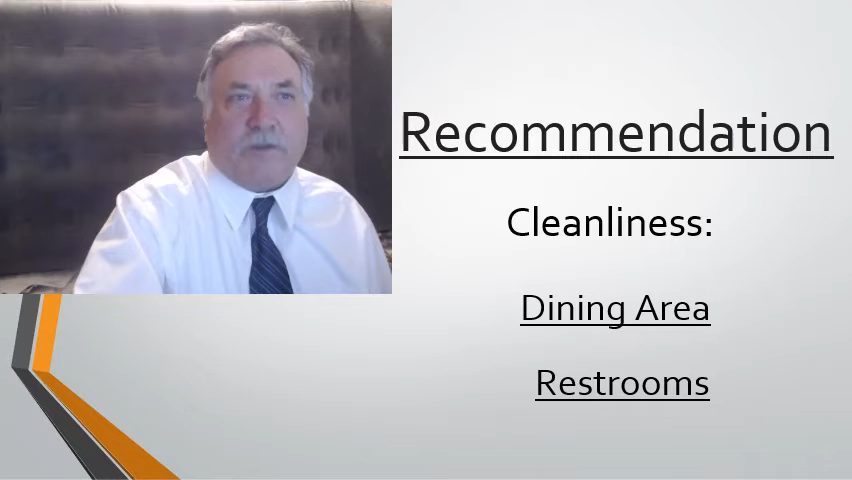 Recommendation
Cleanliness:
Dining Area
Restrooms